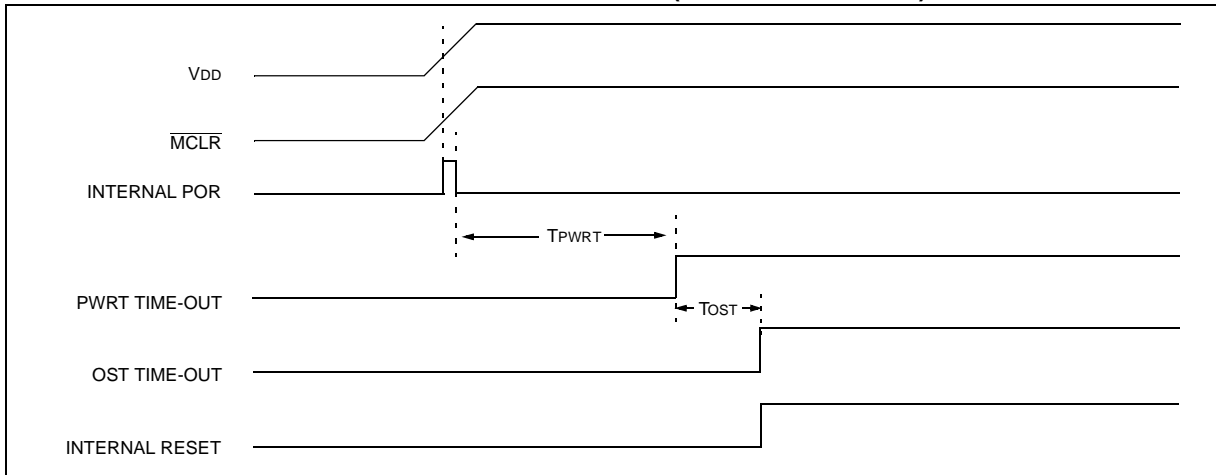 VDD
MCLR
INTERNAL POR
TPWRT
PWRT TIME-OUT
TOST
OST TIME-OUT
INTERNAL RESET